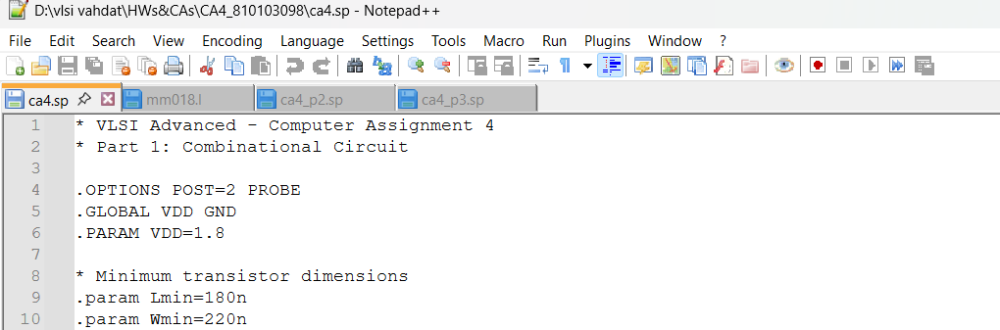 D:\vlsi vahdat\HWs&CAs\CA4_810103098\ca4.sp - Notepad++
File Edit Search View Encoding Language Settings Tools Macro Run Plugins Window ?
ca4.sp mm018.l ca4_p2.sp ca4_p3.sp
1 * VLSI Advanced - Computer Assignment 4
2 * Part 1: Combinational Circuit
3
4 .OPTIONS POST=2 PROBE
5 .GLOBAL VDD GND
6 .PARAM VDD=1.8
7
8 * Minimum transistor dimensions
9 .param Lmin=180n
10 .param Wmin=220n